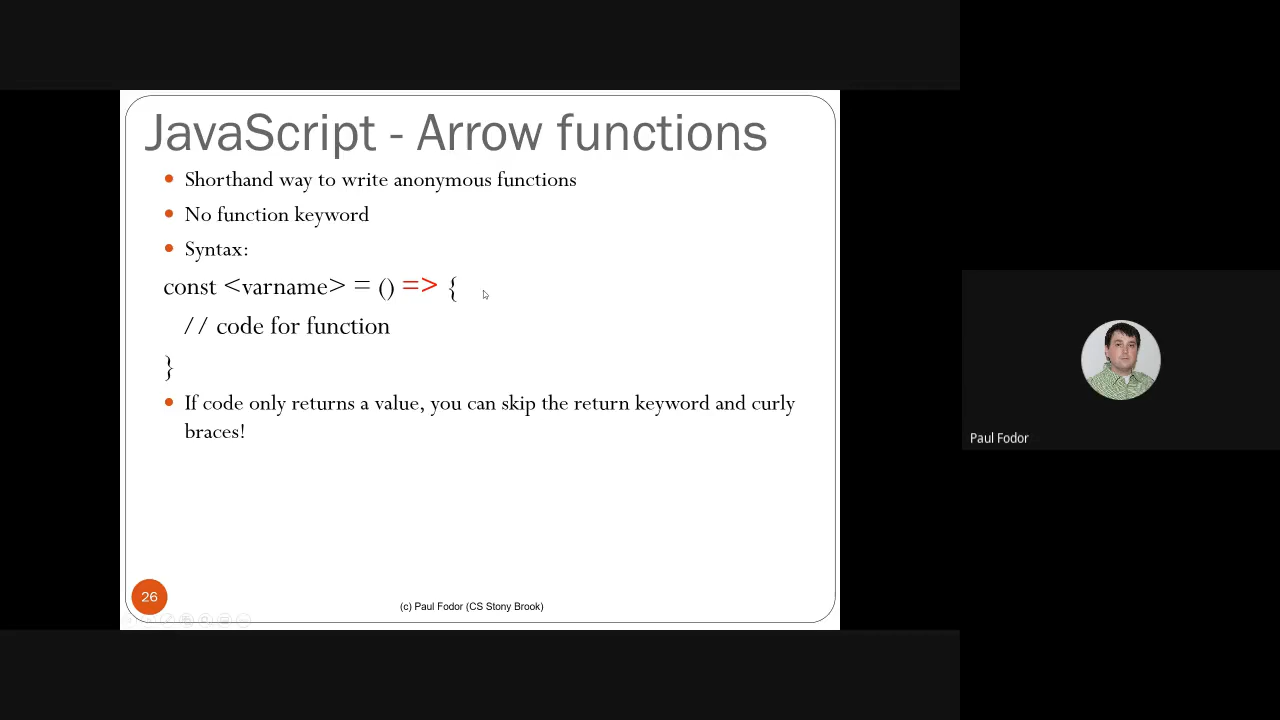 JavaScript - Arrow functions
• Shorthand way to write anonymous functions
• No function keyword
• Syntax:
const <varname> = () => {
// code for function
}
• If code only returns a value, you can skip the return keyword and curly
braces!
26
(c) Paul Fodor (CS Stony Brook)
Paul Fodor